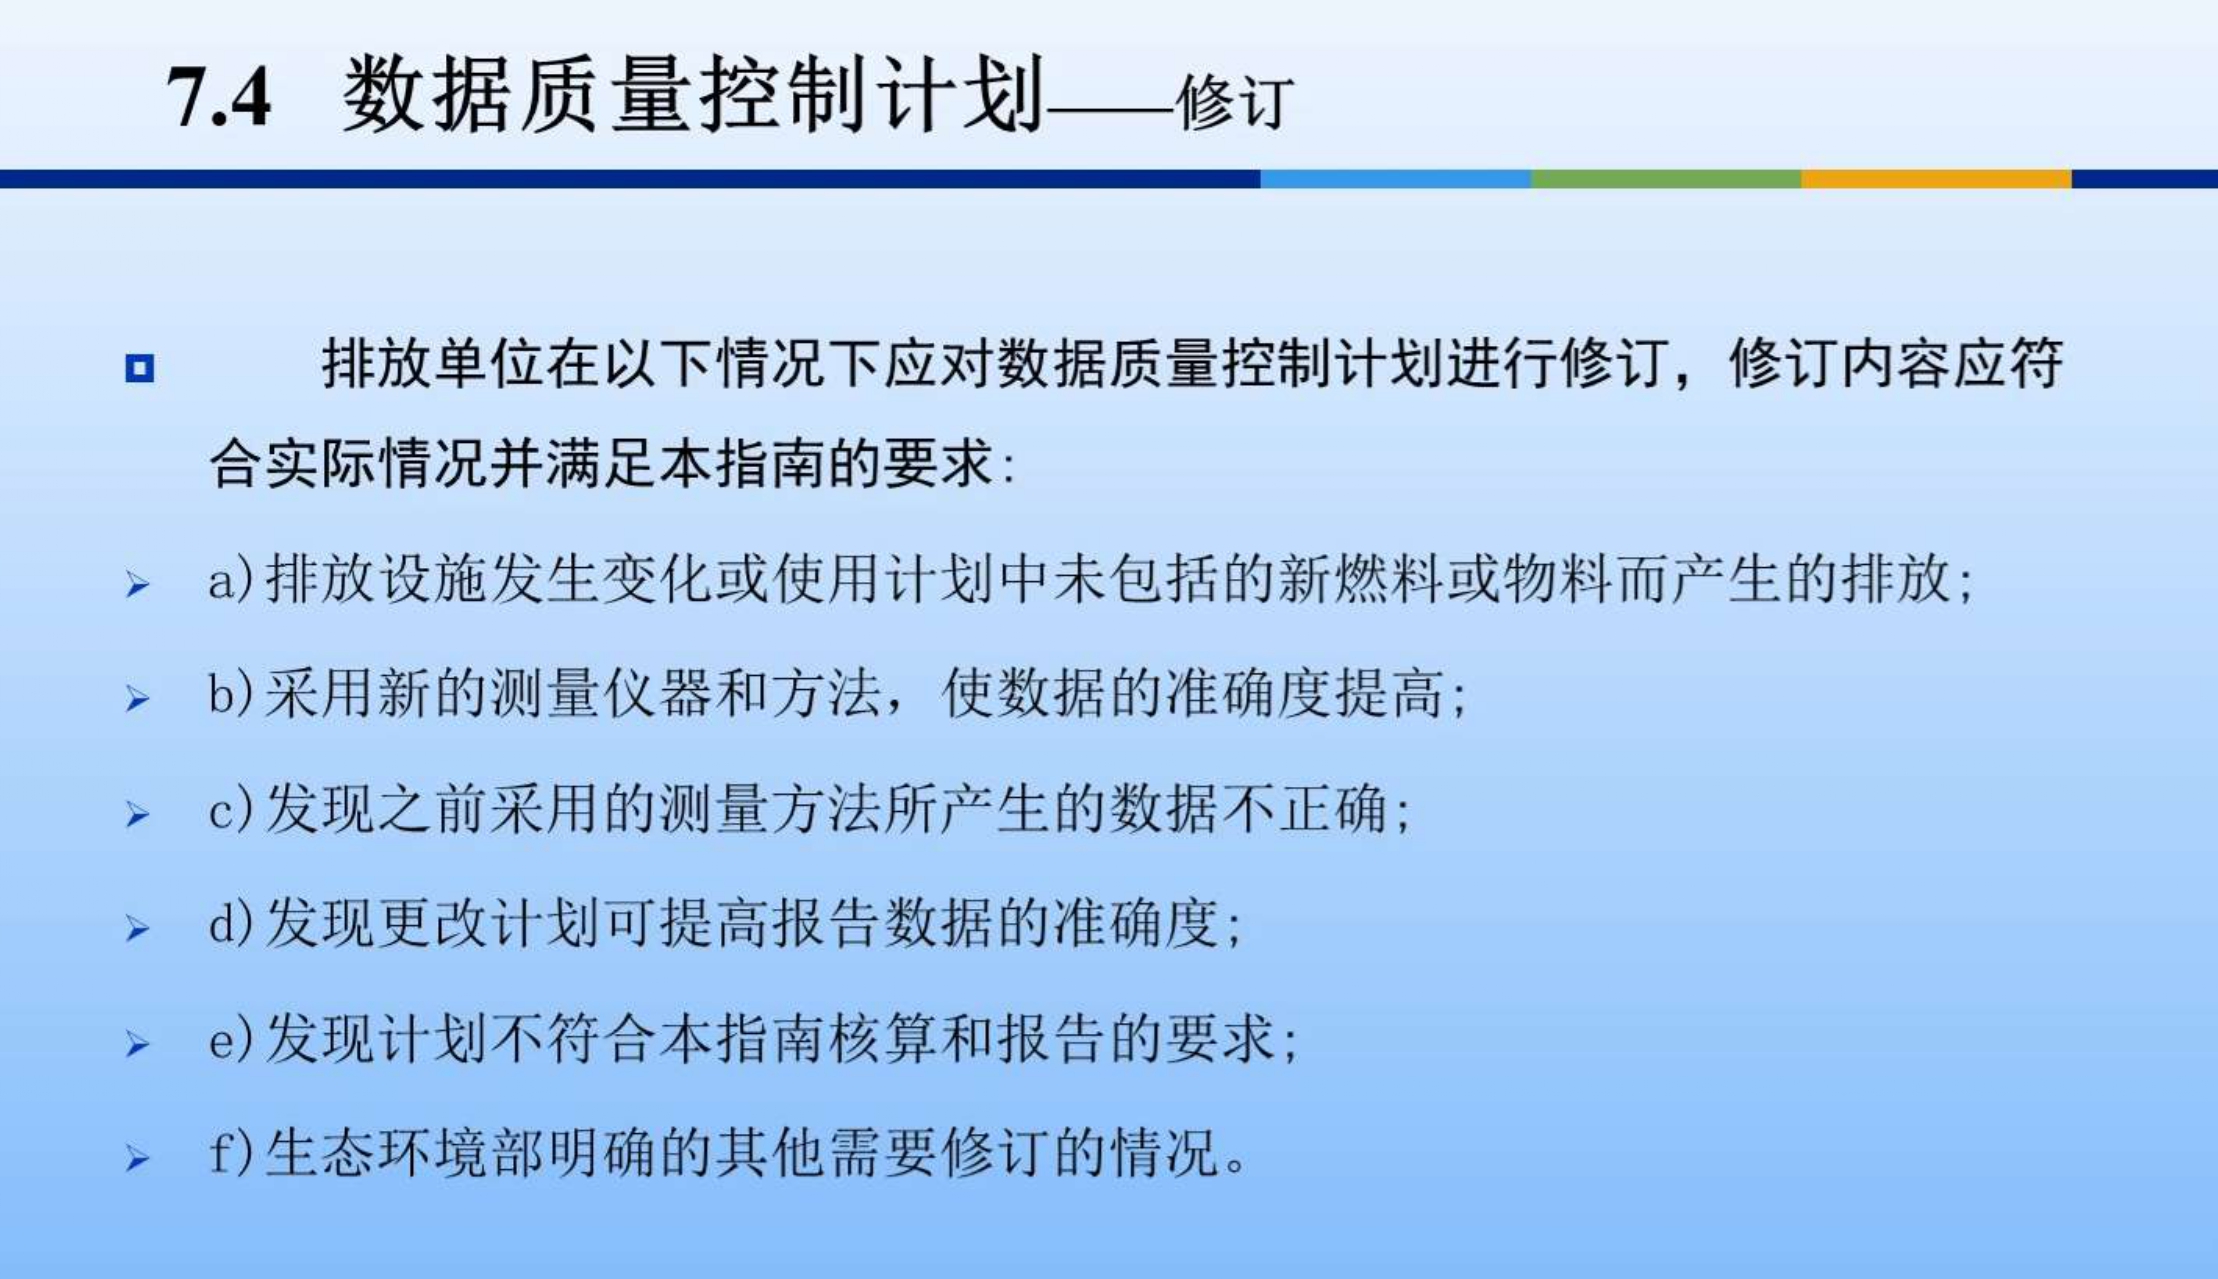 7.4 数据质量控制计划——修订
排放单位在以下情况下应对数据质量控制计划进行修订，修订内容应符
合实际情况并满足本指南的要求：
a)排放设施发生变化或使用计划中未包括的新燃料或物料而产生的排放；
b)采用新的测量仪器和方法，使数据的准确度提高；
c)发现之前采用的测量方法所产生的数据不正确；
d)发现更改计划可提高报告数据的准确度；
e)发现计划不符合本指南核算和报告的要求；
f)生态环境部明确的其他需要修订的情况。